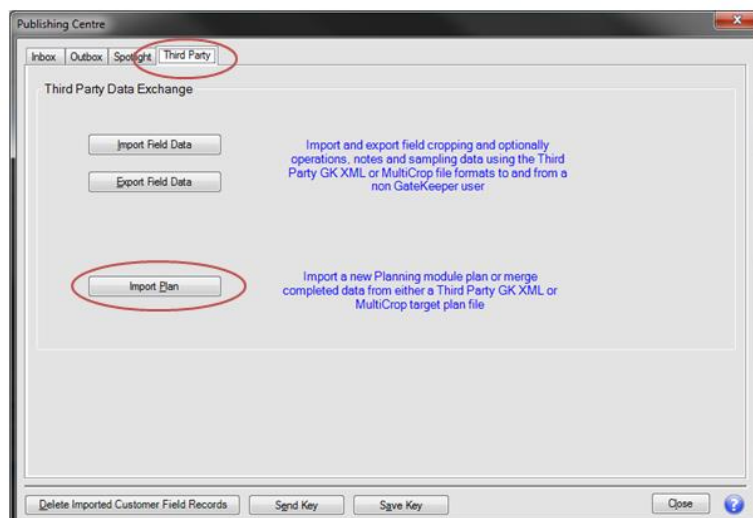 Publishing Centre
Inbox Outbox Spotlight Third Party
Third Party Data Exchange
Import Field Data
Export Field Data
Import and export field cropping and optionally
operations, notes and sampling data using the Third
Party GK XML or MultiCrop file formats to and from a
non GateKeeper user
Import Plan
Import a new Planning module plan or merge
completed data from either a Third Party GK XML or
MultiCrop target plan file
Delete Imported Customer Field Records Send Key Save Key Close ?